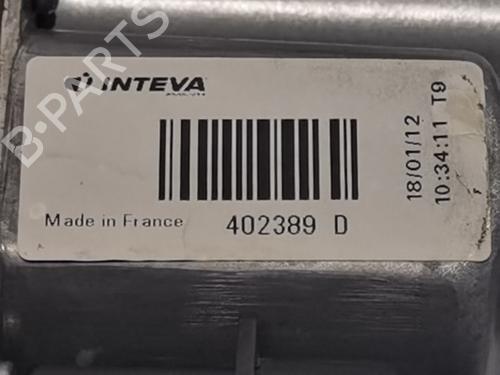 INTEVA
Made in France
402389 D
18/01/12
10:34:11 T9
B-PARTS